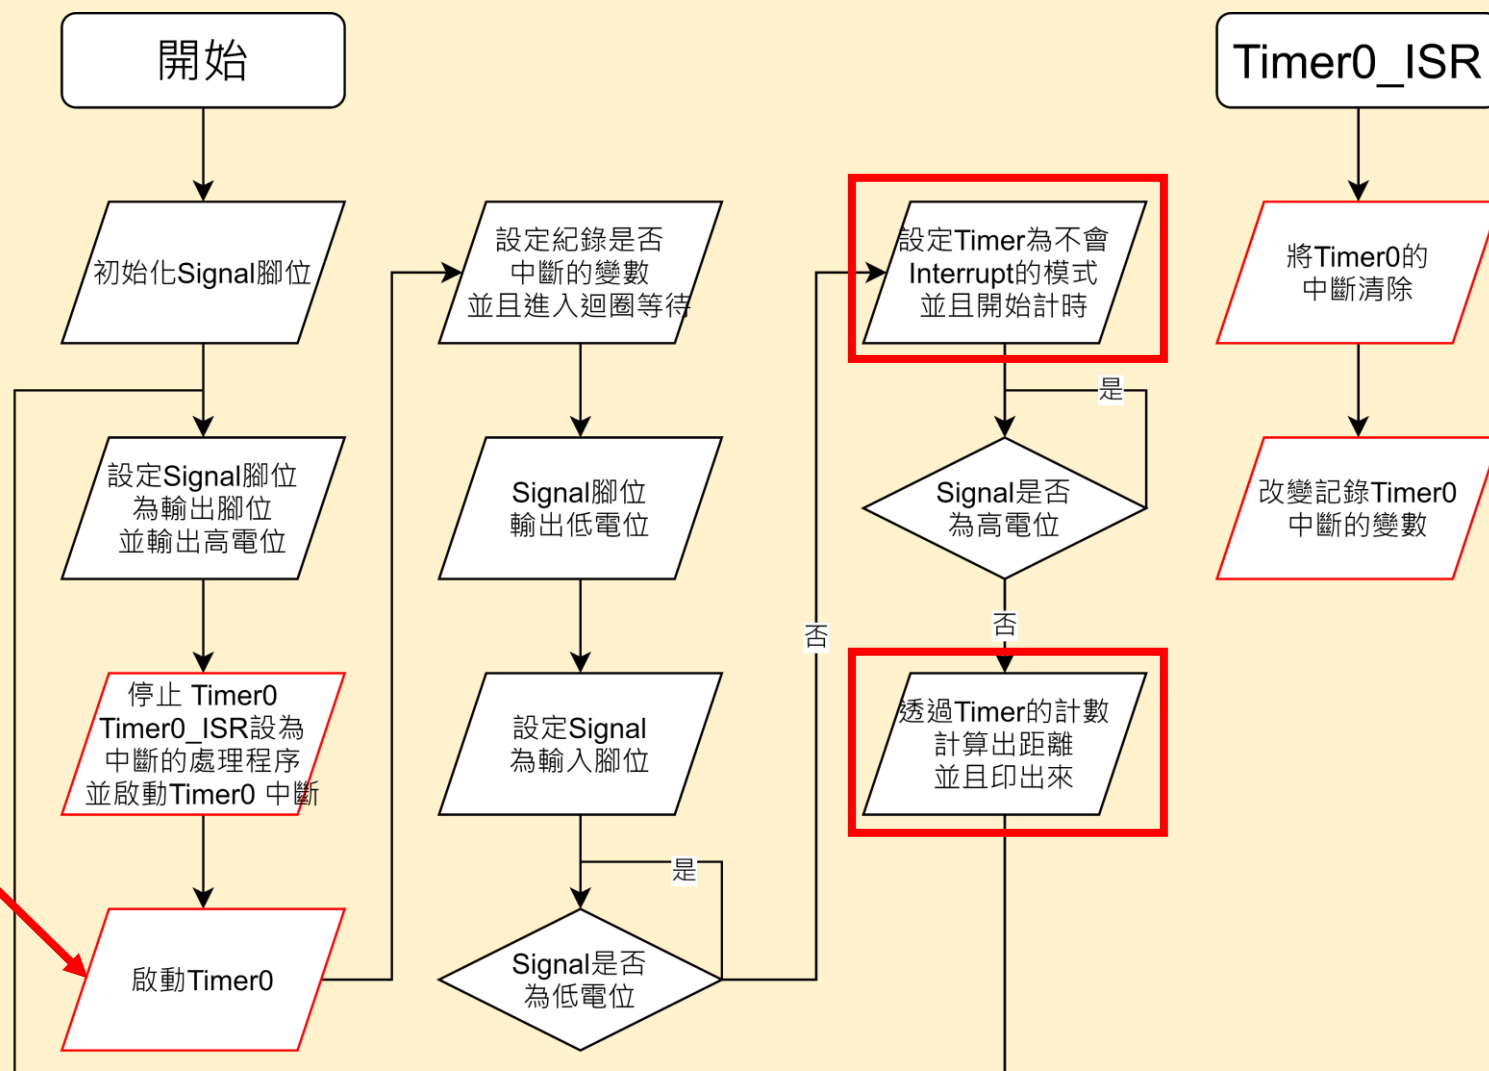 開始
初始化Signal腳位
設定Signal腳位
為輸出腳位
並輸出高電位
停止 Timer0
Timer0_ISR設為
中斷的處理程序
並啟動Timer0 中斷
啟動Timer0
設定紀錄是否
中斷的變數
並且進入迴圈等待
Signal腳位
輸出低電位
設定Signal
為輸入腳位
是
Signal是否
為低電位
否
設定Timer為不會
Interrupt的模式
並且開始計時
是
Signal是否
為高電位
否
透過Timer的計數
計算出距離
並且印出來
Timer0_ISR
將Timer0的
中斷清除
改變記錄Timer0
中斷的變數